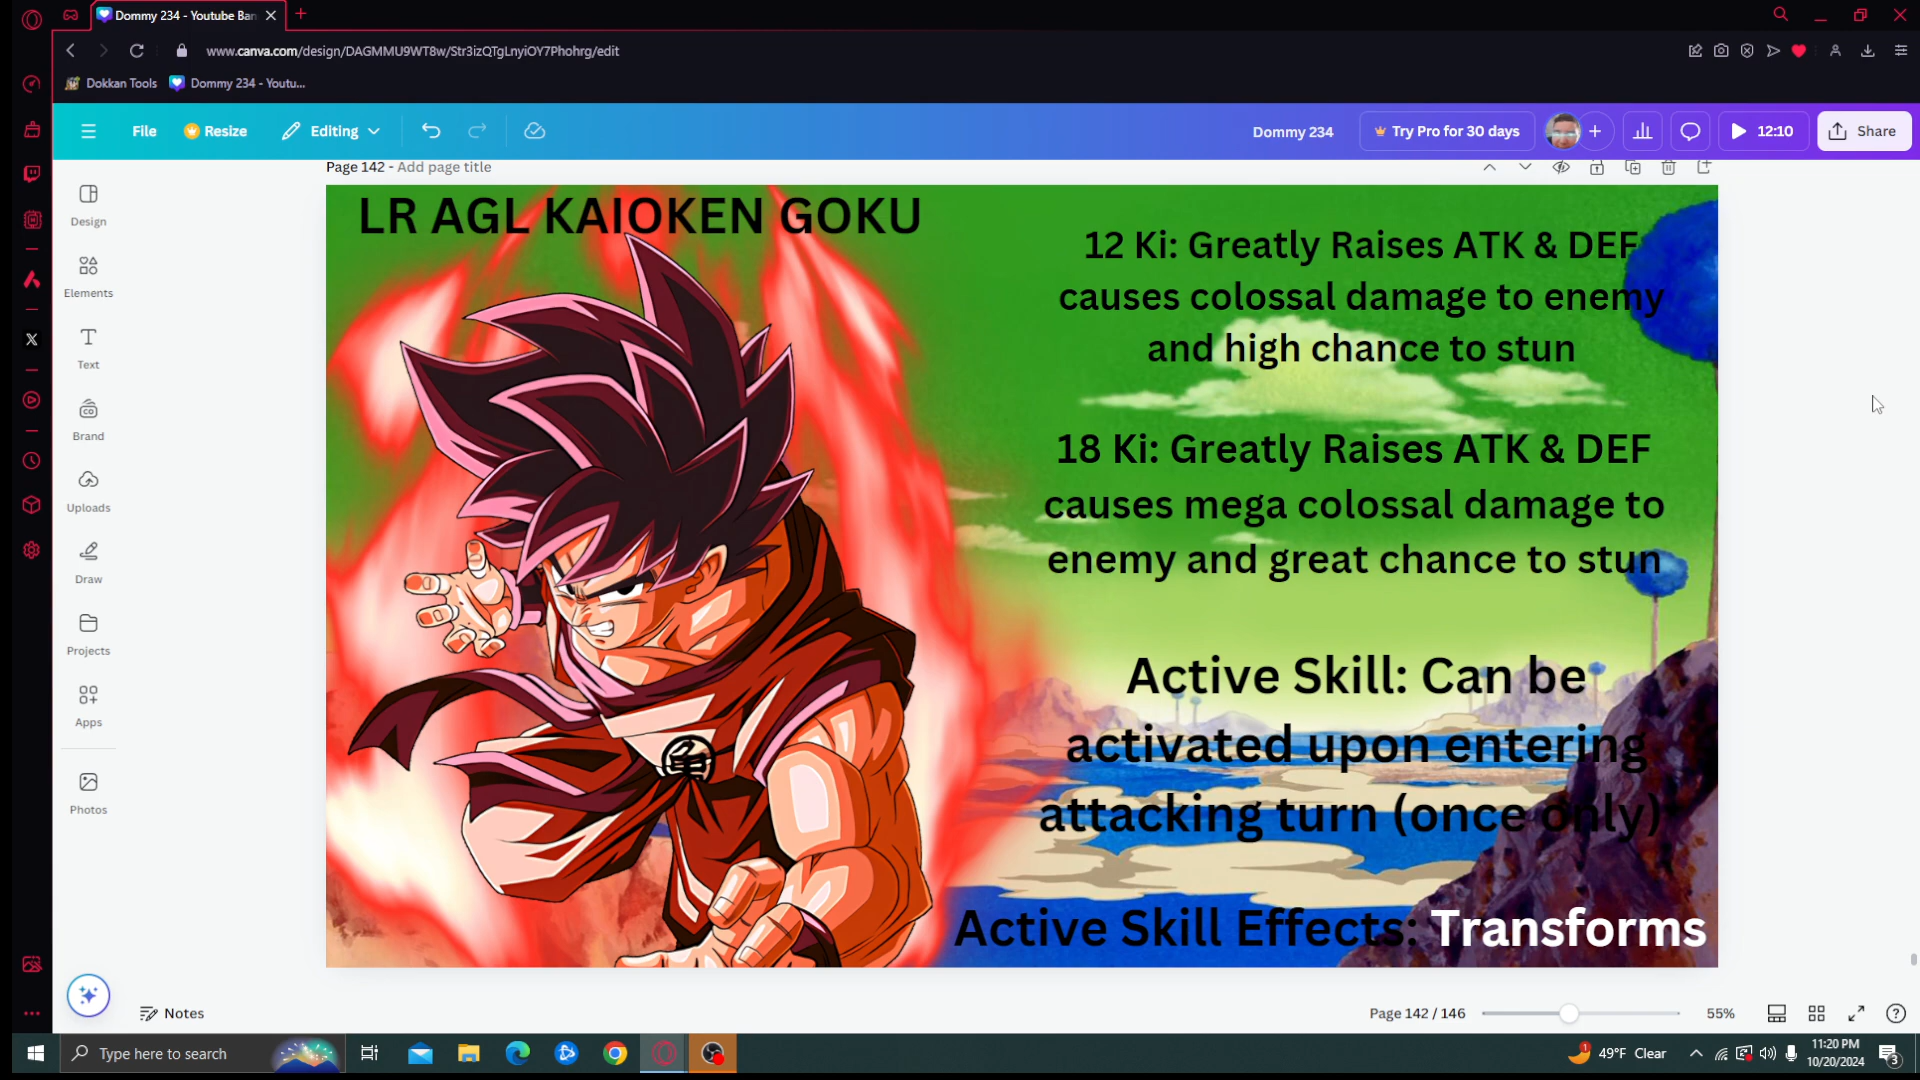 Dommy 234 - Youtube Ban
www.canva.com/design/DAGMMU9WT8w/Str3izQTgLnyiOY7Phohrg/edit
Dokkan Tools
Dommy 234 - Youtu...
File
Resize
Editing
Dommy 234
Try Pro for 30 days
12:10
Share
Page 142 - Add page title
Design
Elements
Text
Brand
Uploads
Draw
Projects
Apps
Photos
LR AGL KAIOKEN GOKU
12 Ki: Greatly Raises ATK & DEF
causes colossal damage to enemy
and high chance to stun
18 Ki: Greatly Raises ATK & DEF
causes mega colossal damage to
enemy and great chance to stun
Active Skill: Can be
activated upon entering
attacking turn (once only)
Active Skill Effects: Transforms
亀
Notes
Page 142 / 146
55%
Type here to search
1
49°F Clear
11:20 PM
10/20/2024
3